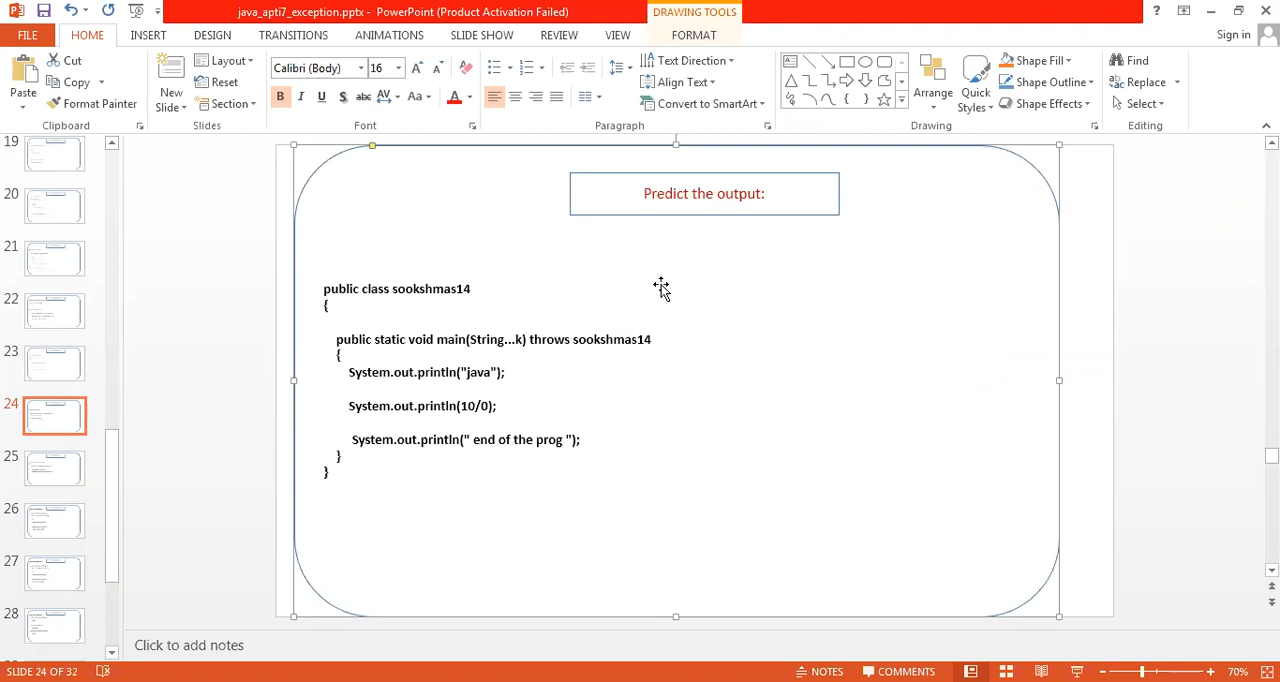 java_apti7_exception.pptx - PowerPoint (Product Activation Failed)
DRAWING TOOLS
?
FILE HOME INSERT DESIGN TRANSITIONS ANIMATIONS SLIDE SHOW REVIEW VIEW FORMAT Sign in
Paste
Cut
Copy
Format Painter
Clipboard
New Slide
Layout
Reset
Section
Slides
Calibri (Body) 16
B I U S abc AV Aa A
Font
Text Direction
Align Text
Convert to SmartArt
Paragraph
Arrange
Quick Styles
Shape Fill
Shape Outline
Shape Effects
Drawing
Find
Replace
Select
Editing
19
20
21
22
23
24
25
26
27
28
Predict the output:
public class sookshmas14
{
public static void main(String...k) throws sookshmas14
{
System.out.println("java");
System.out.println(10/0);
System.out.println(" end of the prog ");
}
}
Click to add notes
SLIDE 24 OF 32 NOTES COMMENTS 70%